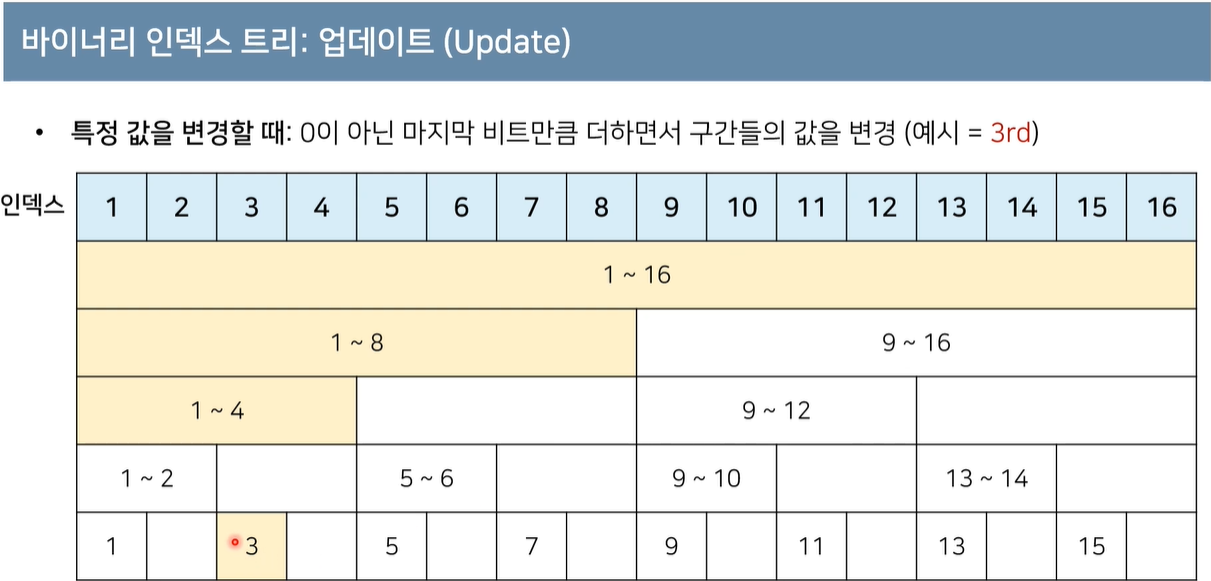 바이너리 인덱스 트리: 업데이트 (Update)
• 특정 값을 변경할 때: 0이 아닌 마지막 비트만큼 더하면서 구간들의 값을 변경 (예시 = 3rd)
인덱스 1 2 3 4 5 6 7 8 9 10 11 12 13 14 15 16
1 ~ 16
1 ~ 8 9 ~ 16
1 ~ 4 9 ~ 12
1 ~ 2 5 ~ 6 9 ~ 10 13 ~ 14
1 3 5 7 9 11 13 15